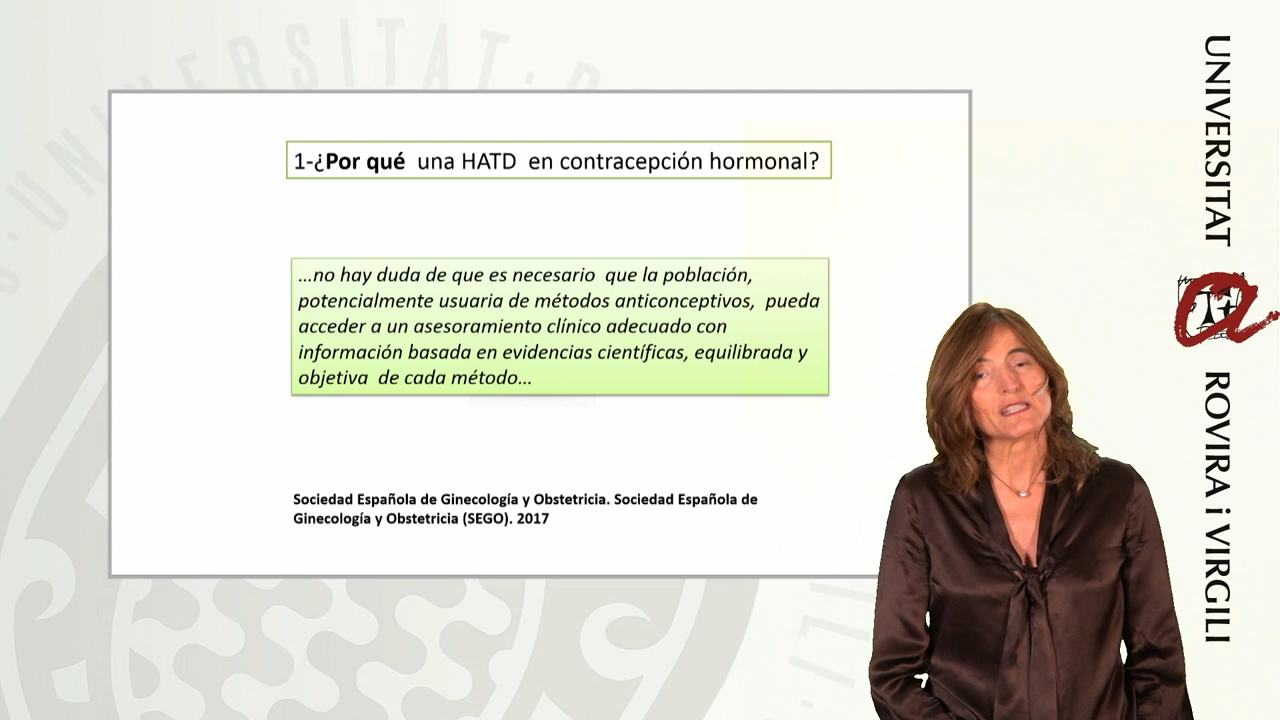 1-¿Por qué una HATD en contracepción hormonal?
...no hay duda de que es necesario que la población,
potencialmente usuaria de métodos anticonceptivos, pueda
acceder a un asesoramiento clínico adecuado con
información basada en evidencias científicas, equilibrada y
objetiva de cada método...
Sociedad Española de Ginecología y Obstetricia. Sociedad Española de
Ginecología y Obstetricia (SEGO). 2017
UNIVERSITAT
ROVIRA i VIRGILI